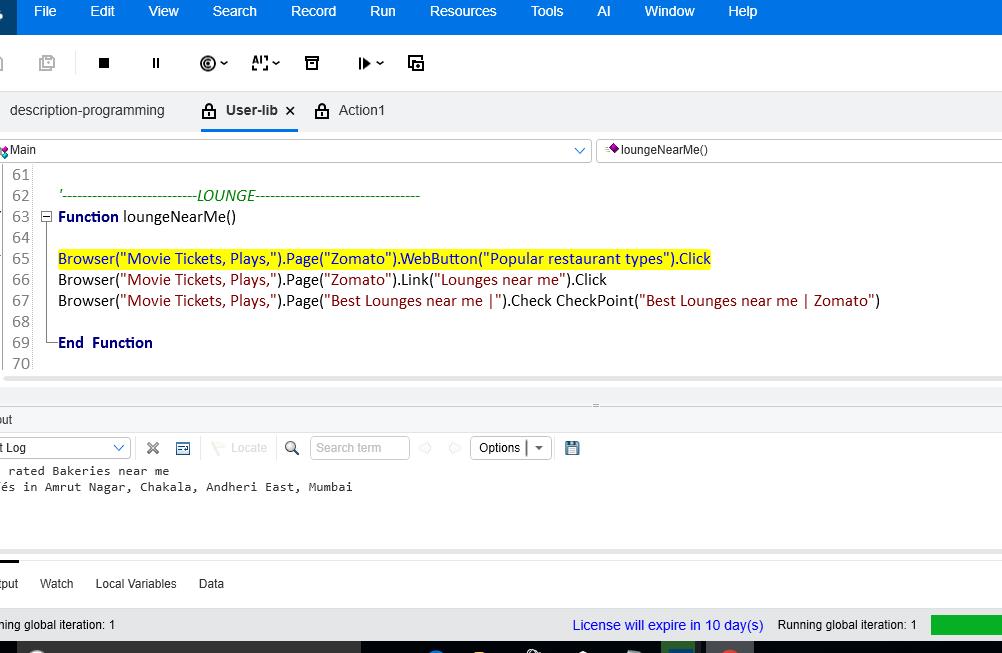 File Edit View Search Record Run Resources Tools AI Window Help
description-programming User-lib Action1
Main loungeNearMe()
61
62 '---------------------------LOUNGE---------------------------------
63 Function loungeNearMe()
64
65 Browser("Movie Tickets, Plays,").Page("Zomato").WebButton("Popular restaurant types").Click
66 Browser("Movie Tickets, Plays,").Page("Zomato").Link("Lounges near me").Click
67 Browser("Movie Tickets, Plays,").Page("Best Lounges near me |").Check CheckPoint("Best Lounges near me | Zomato")
68
69 End Function
70
Log Locate Search term Options
rated Bakeries near me
és in Amrut Nagar, Chakala, Andheri East, Mumbai
Watch Local Variables Data
global iteration: 1 License will expire in 10 day(s) Running global iteration: 1